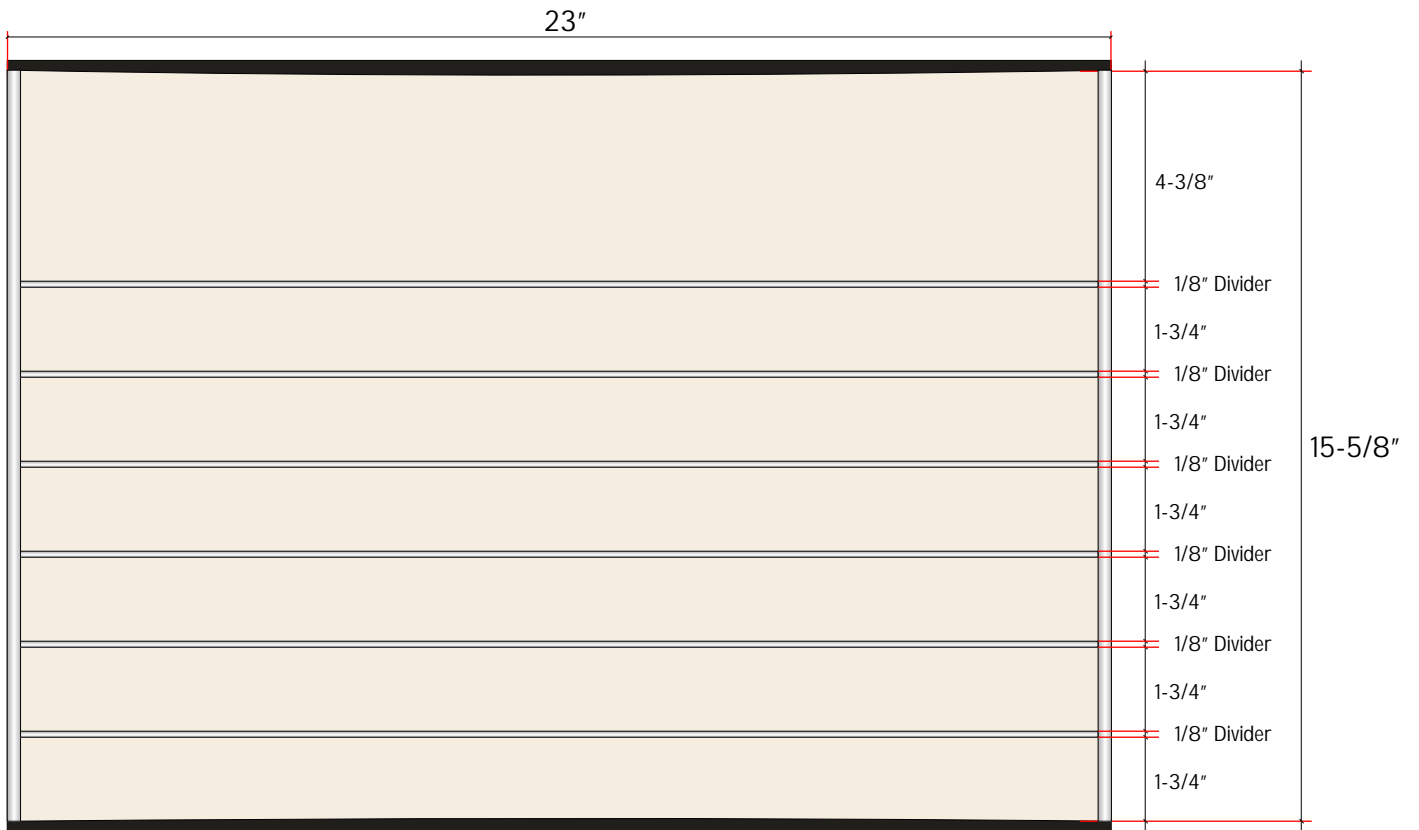 23"
4-3/8"
1/8" Divider
1-3/4"
1/8" Divider
1-3/4"
1/8" Divider
15-5/8"
1-3/4"
1/8" Divider
1-3/4"
1/8" Divider
1-3/4"
1/8" Divider
1-3/4"